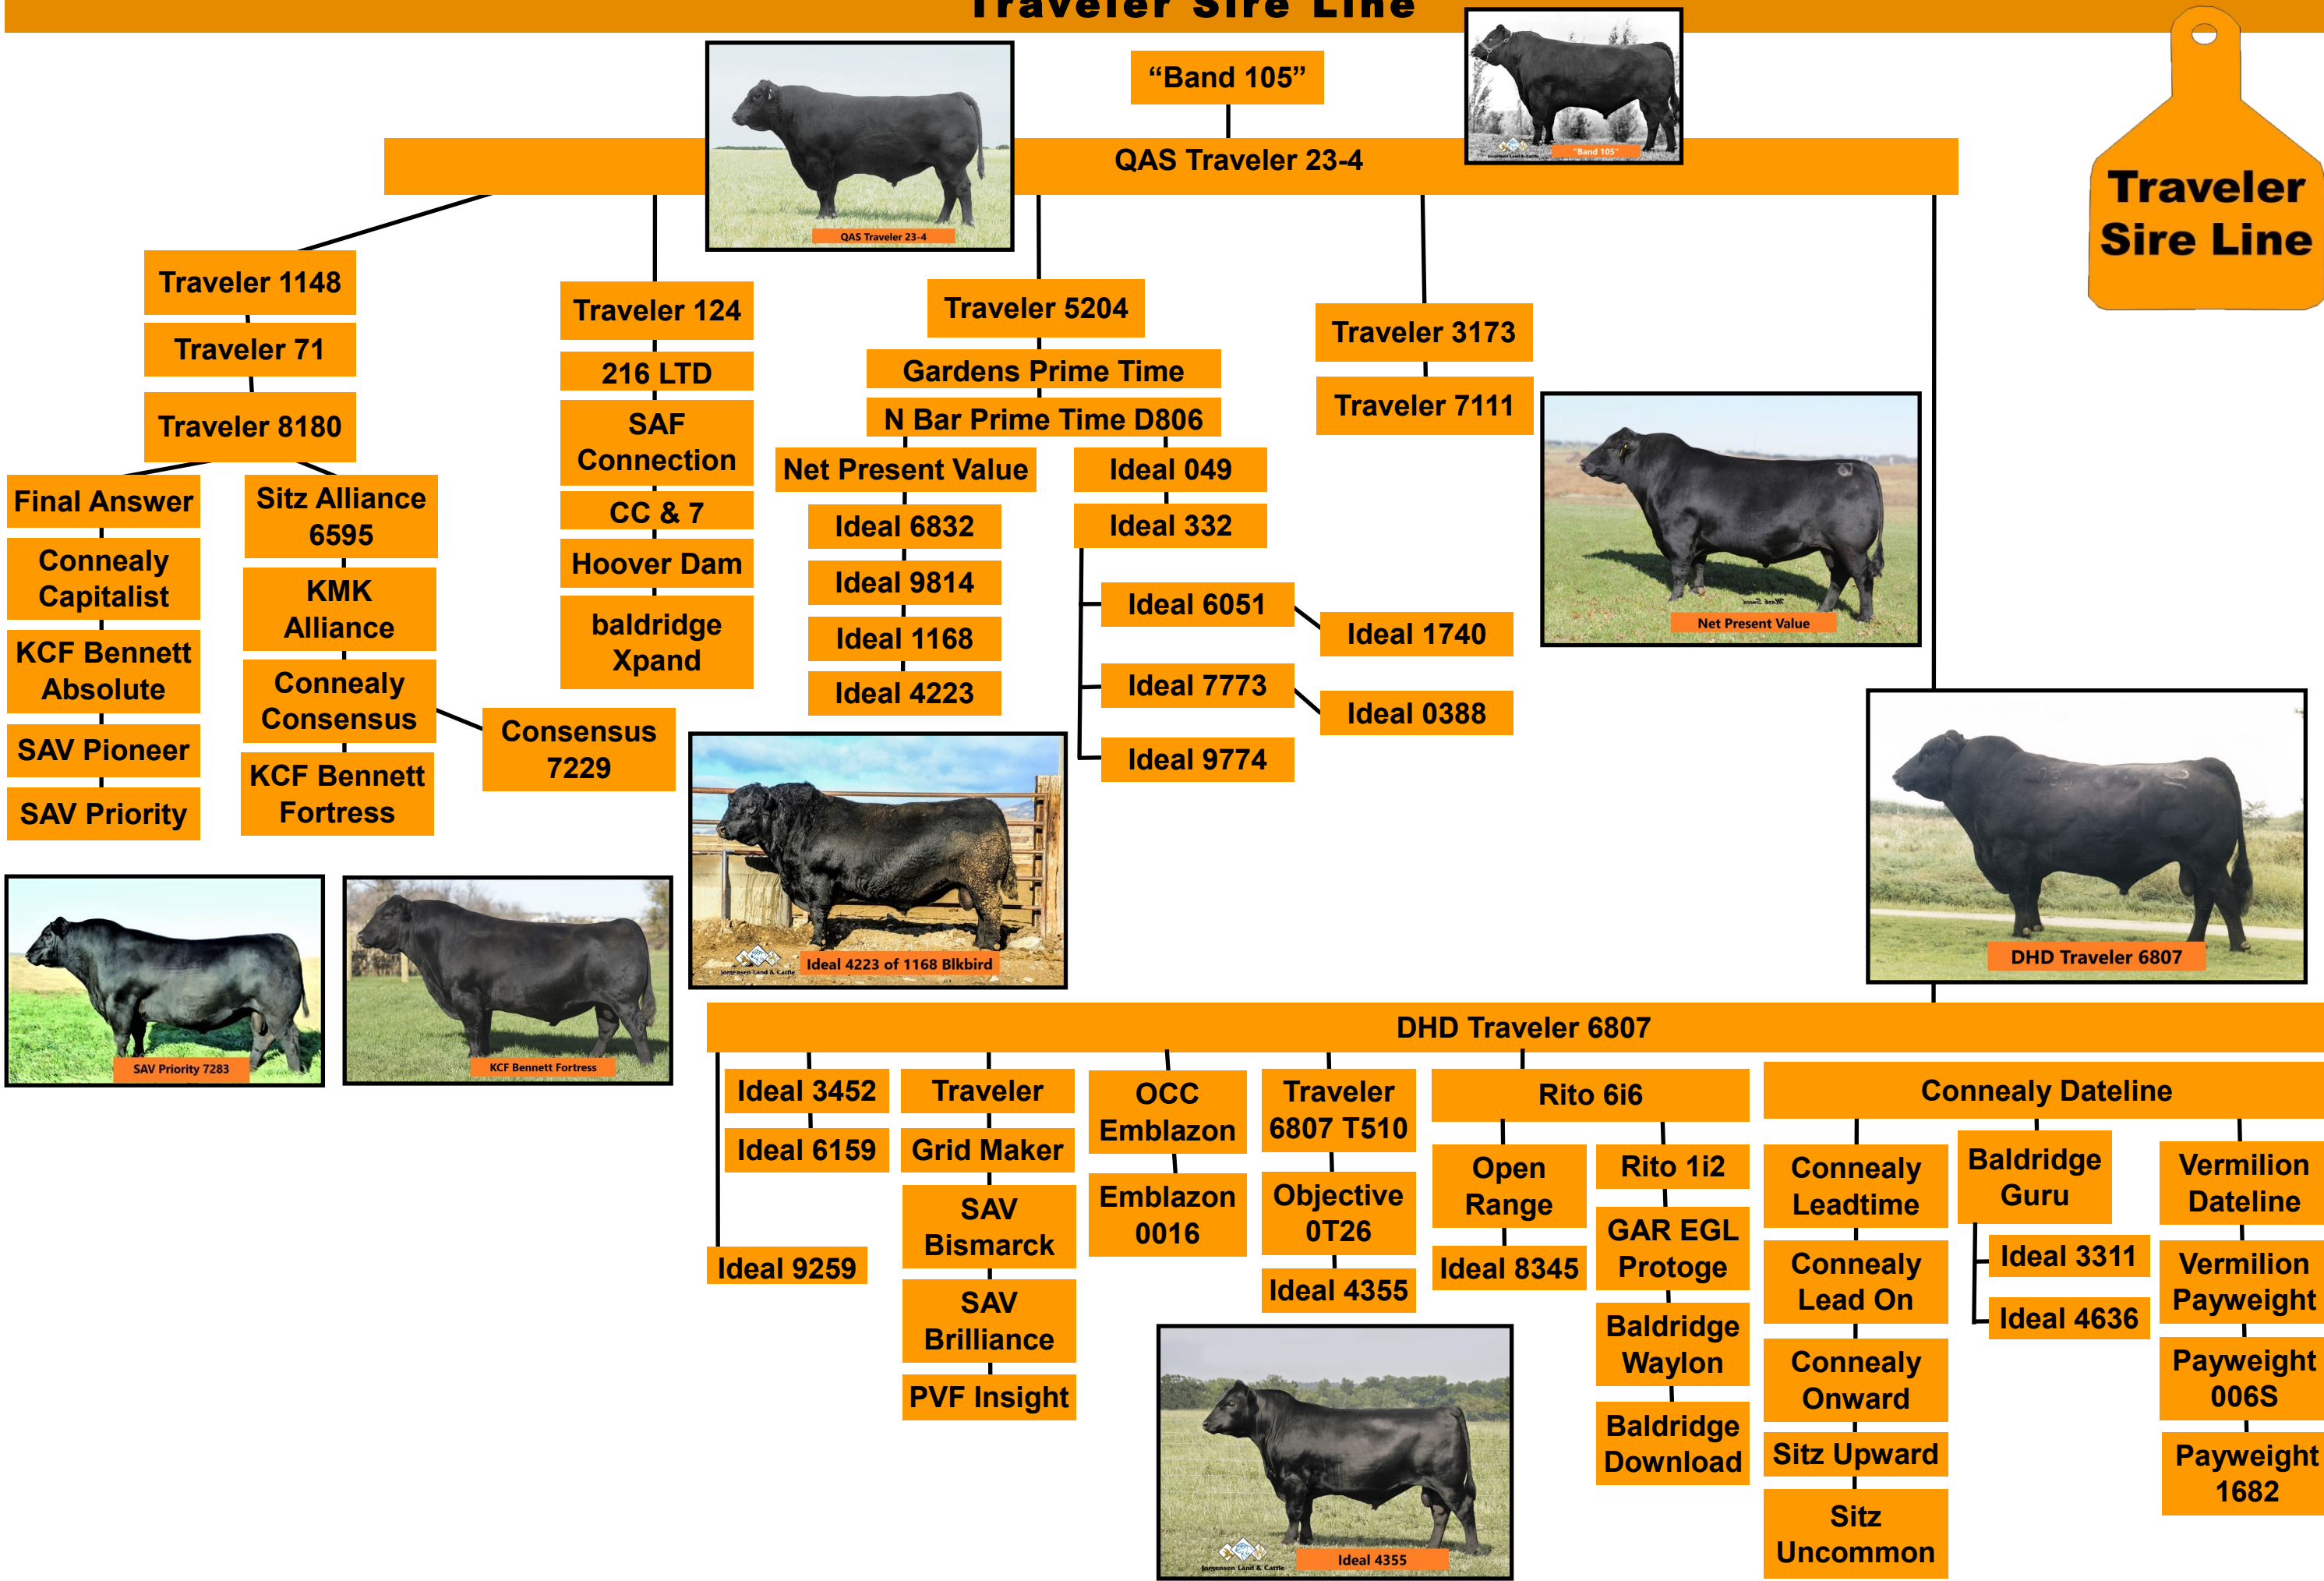 Traveler Sire Line
"Band 105"
"Band 105"
Jorgensen Land & Cattle
QAS Traveler 23-4
QAS Traveler 23-4
Traveler
Sire Line
Traveler 1148
Traveler 71
Traveler 8180
Final Answer
Connealy
Capitalist
KCF Bennett
Absolute
SAV Pioneer
SAV Priority
Sitz Alliance
6595
KMK
Alliance
Connealy
Consensus
KCF Bennett
Fortress
Consensus
7229
Traveler 124
216 LTD
SAF
Connection
CC & 7
Hoover Dam
baldridge
Xpand
Traveler 5204
Gardens Prime Time
N Bar Prime Time D806
Net Present Value
Ideal 6832
Ideal 9814
Ideal 1168
Ideal 4223
Ideal 049
Ideal 332
Ideal 6051
Ideal 1740
Ideal 7773
Ideal 0388
Ideal 9774
Traveler 3173
Traveler 7111
Net Present Value
DHD Traveler 6807
Jorgensen Land & Cattle
Ideal 4223 of 1168 Blkbird
SAV Priority 7283
KCF Bennett Fortress
DHD Traveler 6807
Ideal 3452
Ideal 6159
Ideal 9259
Traveler
Grid Maker
SAV
Bismarck
SAV
Brilliance
PVF Insight
OCC
Emblazon
Emblazon
0016
Traveler
6807 T510
Objective
0T26
Ideal 4355
Rito 6i6
Open
Range
Ideal 8345
Rito 1i2
GAR EGL
Protoge
Baldridge
Waylon
Baldridge
Download
Connealy Dateline
Connealy
Leadtime
Connealy
Lead On
Connealy
Onward
Sitz Upward
Sitz
Uncommon
Baldridge
Guru
Ideal 3311
Ideal 4636
Vermilion
Dateline
Vermilion
Payweight
Payweight
006S
Payweight
1682
Jorgensen Land & Cattle
Ideal 4355